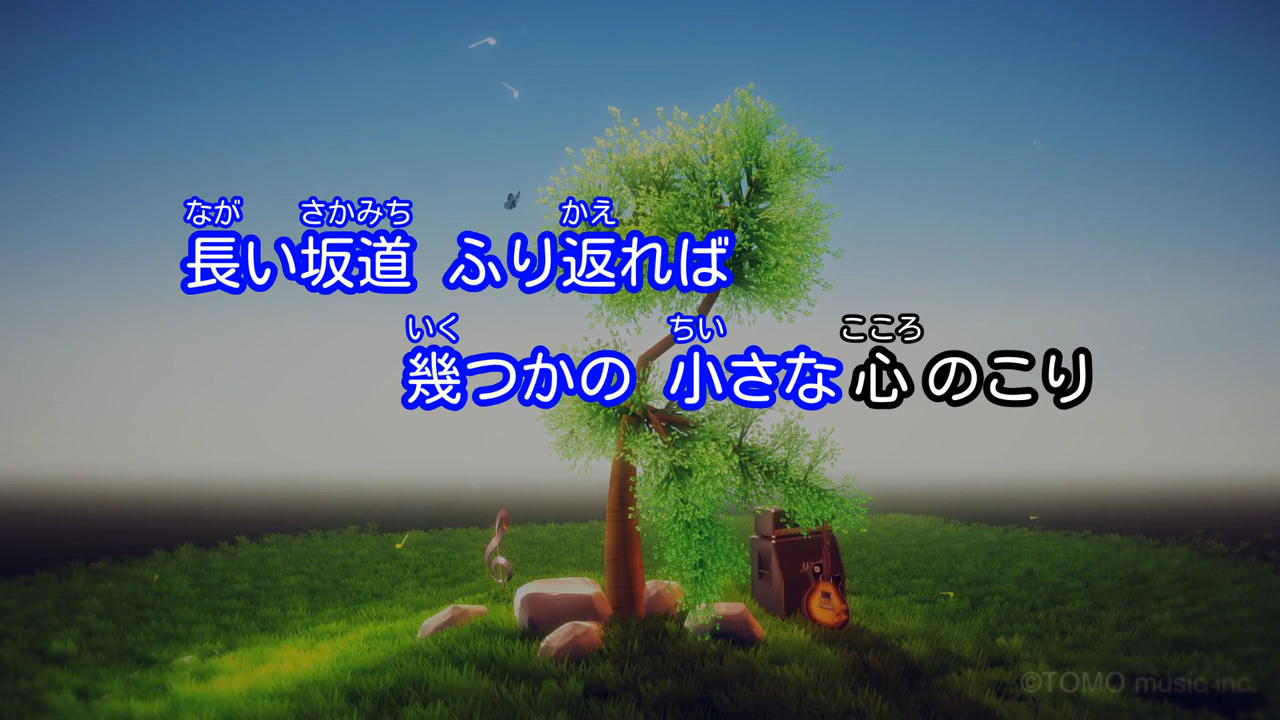 なが さかみち かえ
長い坂道 ふり返れば
いく ちい こころ
幾つかの 小さな心のこり
©TOMO music inc.